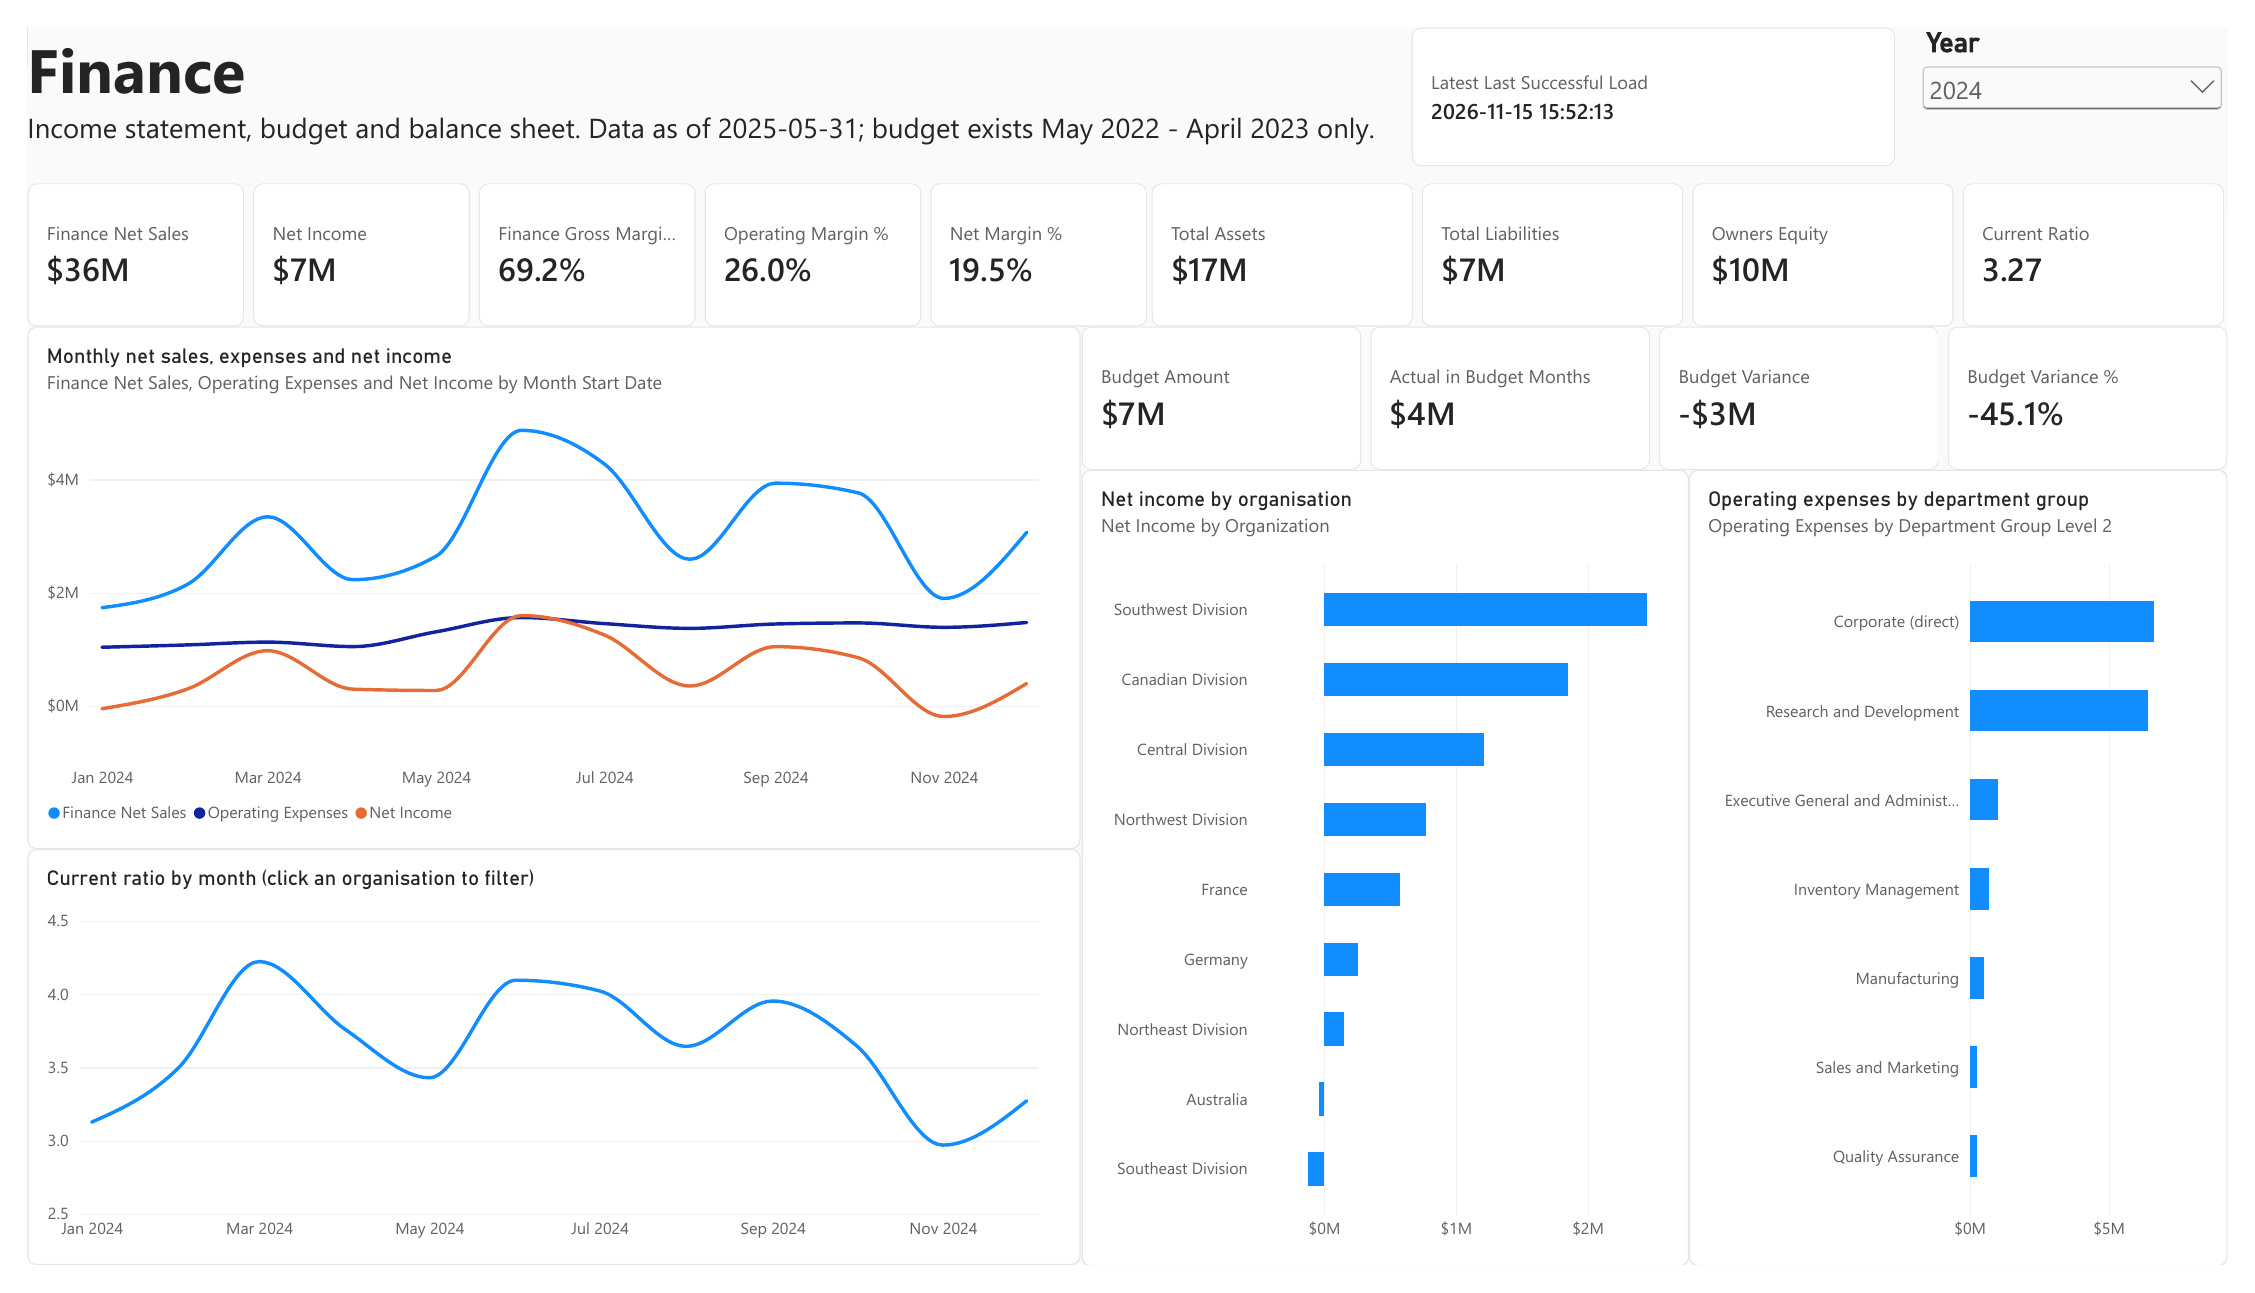 Finance
Income statement, budget and balance sheet. Data as of 2025-05-31; budget exists May 2022 - April 2023 only.
Latest Last Successful Load
2026-11-15 15:52:13
Year
2024
Finance Net Sales
$36M
Net Income
$7M
Finance Gross Margi...
69.2%
Operating Margin %
26.0%
Net Margin %
19.5%
Total Assets
$17M
Total Liabilities
$7M
Owners Equity
$10M
Current Ratio
3.27
Monthly net sales, expenses and net income
Finance Net Sales, Operating Expenses and Net Income by Month Start Date
$4M
$2M
$0M
Jan 2024 Mar 2024 May 2024 Jul 2024 Sep 2024 Nov 2024
Finance Net Sales Operating Expenses Net Income
Budget Amount
$7M
Actual in Budget Months
$4M
Budget Variance
-$3M
Budget Variance %
-45.1%
Current ratio by month (click an organisation to filter)
4.5
4.0
3.5
3.0
2.5
Jan 2024 Mar 2024 May 2024 Jul 2024 Sep 2024 Nov 2024
Net income by organisation
Net Income by Organization
Southwest Division
Canadian Division
Central Division
Northwest Division
France
Germany
Northeast Division
Australia
Southeast Division
$0M $1M $2M
Operating expenses by department group
Operating Expenses by Department Group Level 2
Corporate (direct)
Research and Development
Executive General and Administ...
Inventory Management
Manufacturing
Sales and Marketing
Quality Assurance
$0M $5M